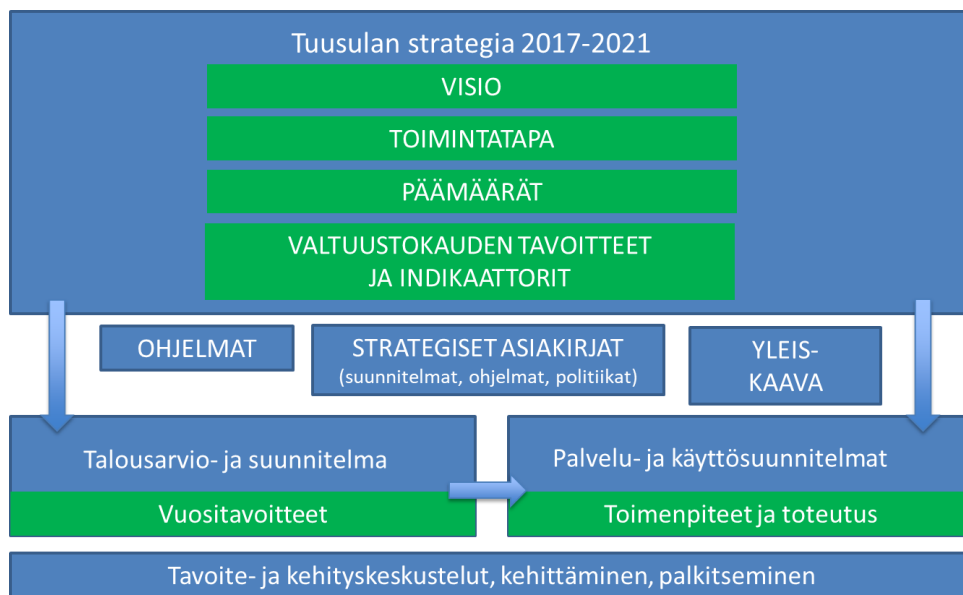 Tuusulan strategia 2017-2021
VISIO
TOIMINTATAPA
PÄÄMÄÄRÄT
VALTUUSTOKAUDEN TAVOITTEET
JA INDIKAATTORIT
OHJELMAT
STRATEGISET ASIAKIRJAT
(suunnitelmat, ohjelmat, politiikat)
YLEIS-
KAAVA
Talousarvio- ja suunnitelma
Vuositavoitteet
Palvelu- ja käyttösuunnitelmat
Toimenpiteet ja toteutus
Tavoite- ja kehityskeskustelut, kehittäminen, palkitseminen